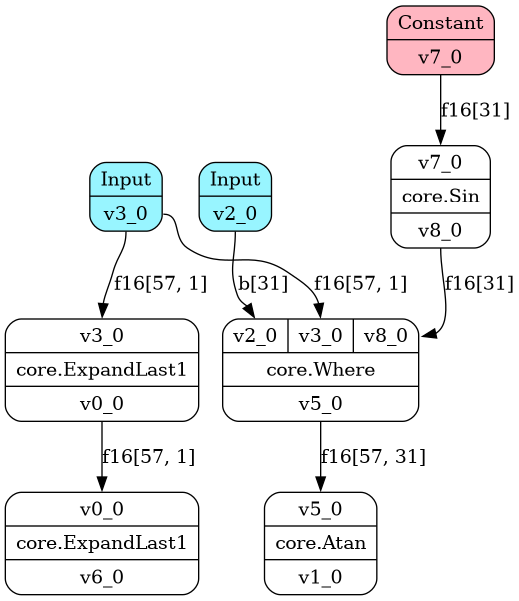 Constant
v7_0
f16[31]
v7_0
core.Sin
v8_0
Input
v3_0
Input
v2_0
f16[57, 1]
b[31]
f16[57, 1]
f16[31]
v3_0
core.ExpandLast1
v0_0
v2_0 v3_0 v8_0
core.Where
v5_0
f16[57, 1]
f16[57, 31]
v0_0
core.ExpandLast1
v6_0
v5_0
core.Atan
v1_0